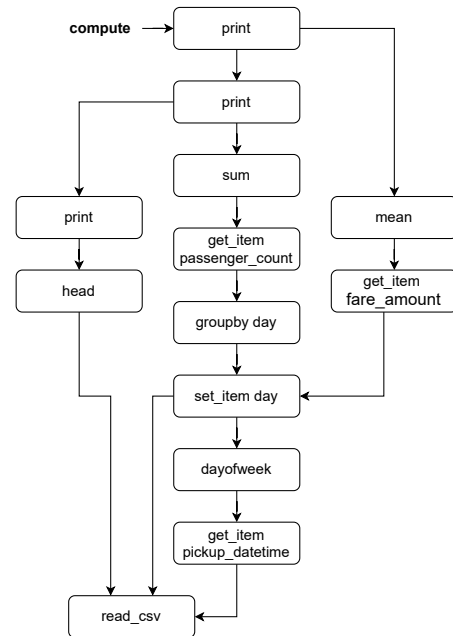 compute
print
print
sum
print
mean
get_item
passenger_count
head
get_item
fare_amount
groupby day
set_item day
dayofweek
get_item
pickup_datetime
read_csv